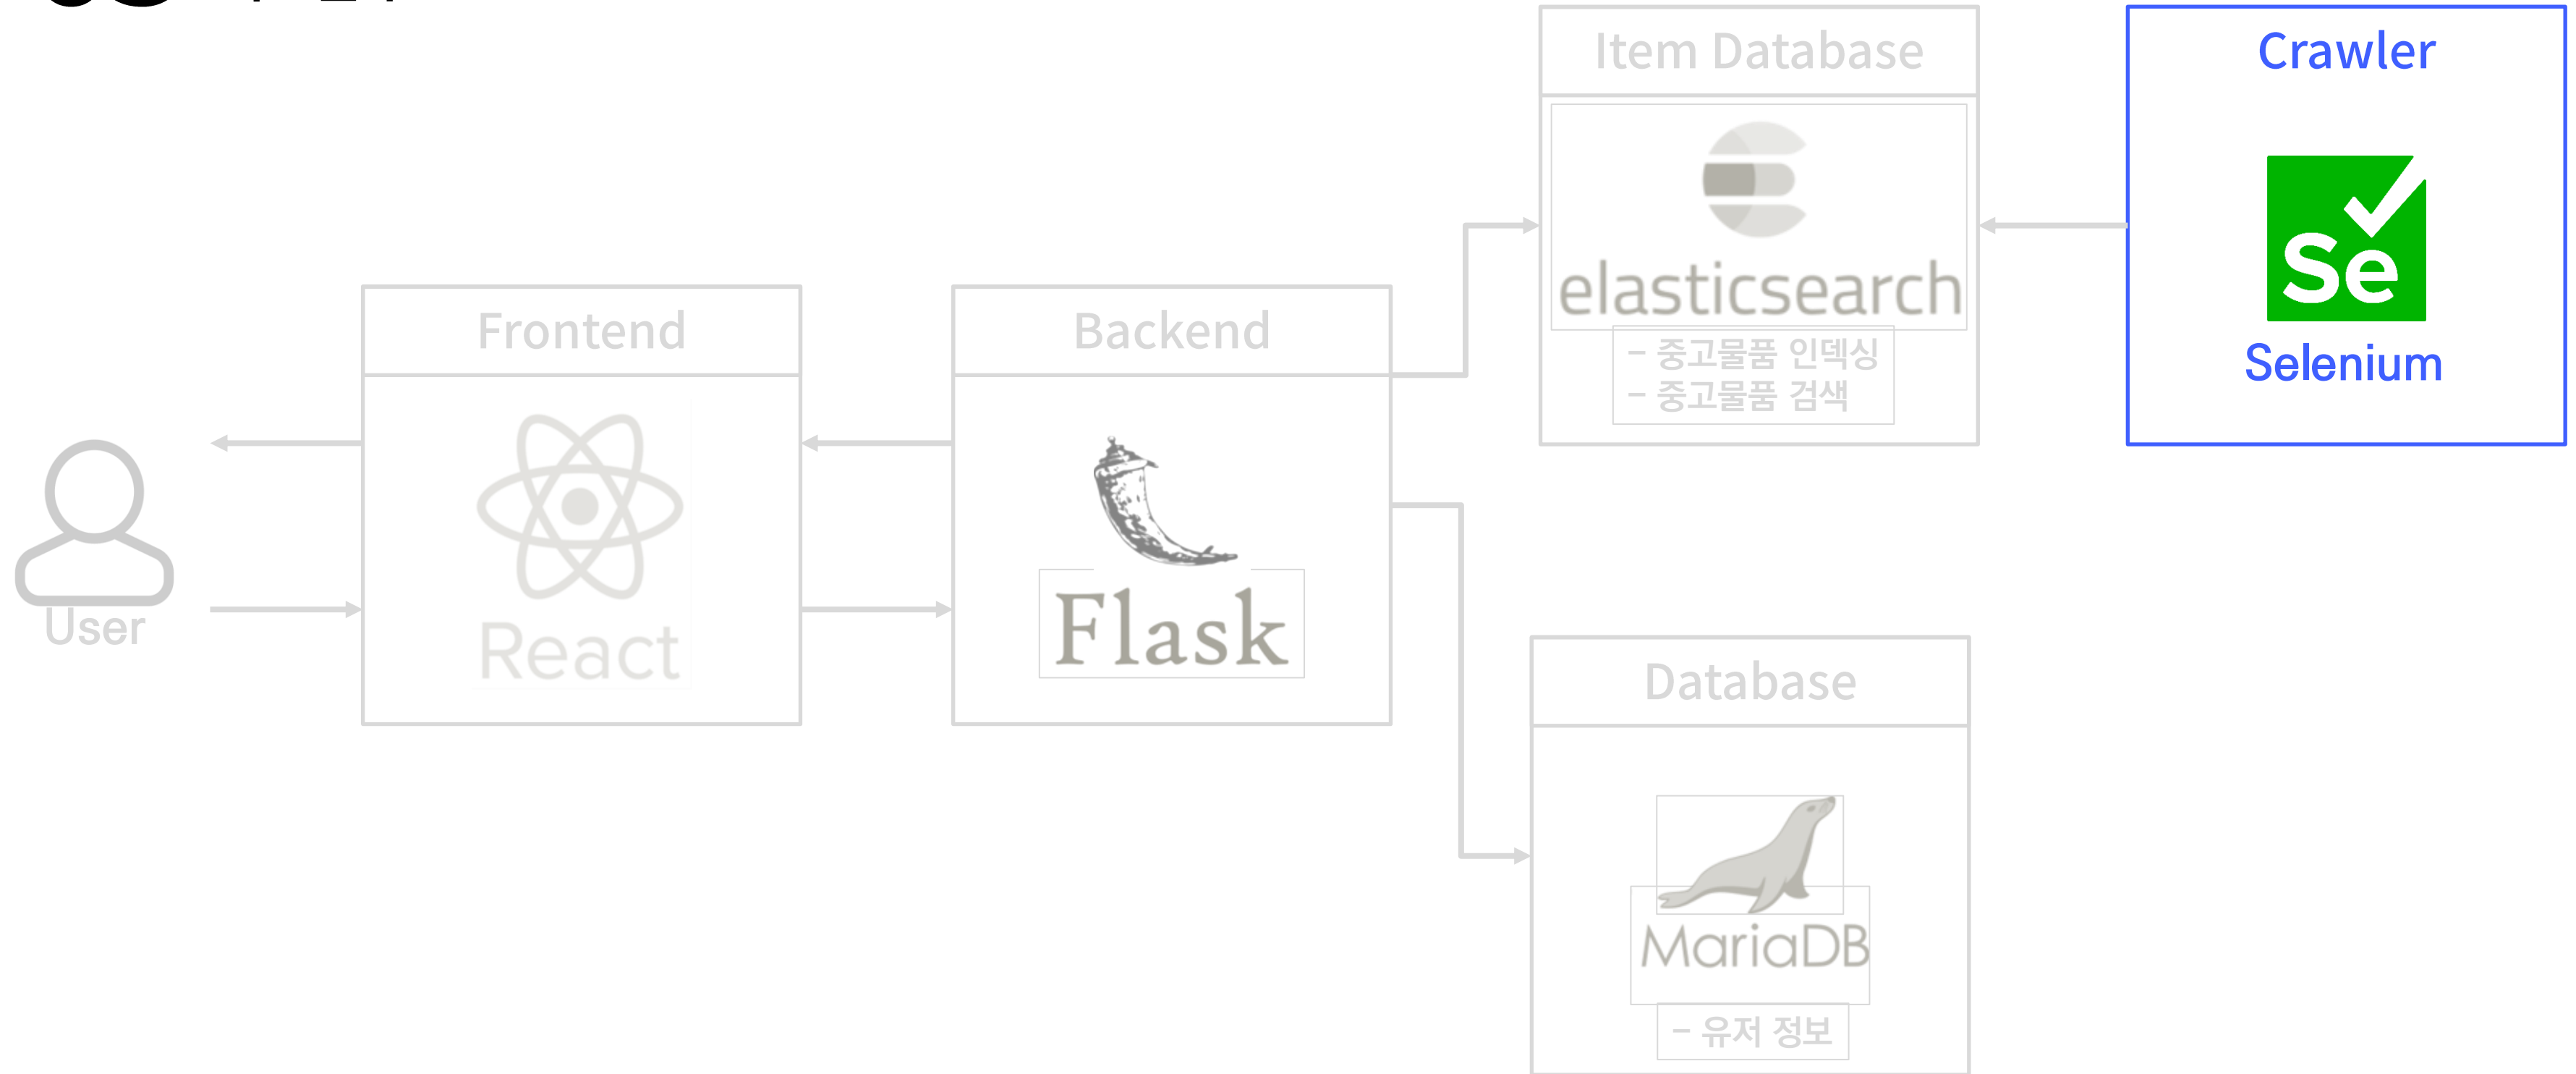 Item Database
Crawler
elasticsearch
- 중고물품 인덱싱
- 중고물품 검색
Se
Selenium
Frontend
Backend
React
Flask
User
Database
MariaDB
- 유저 정보